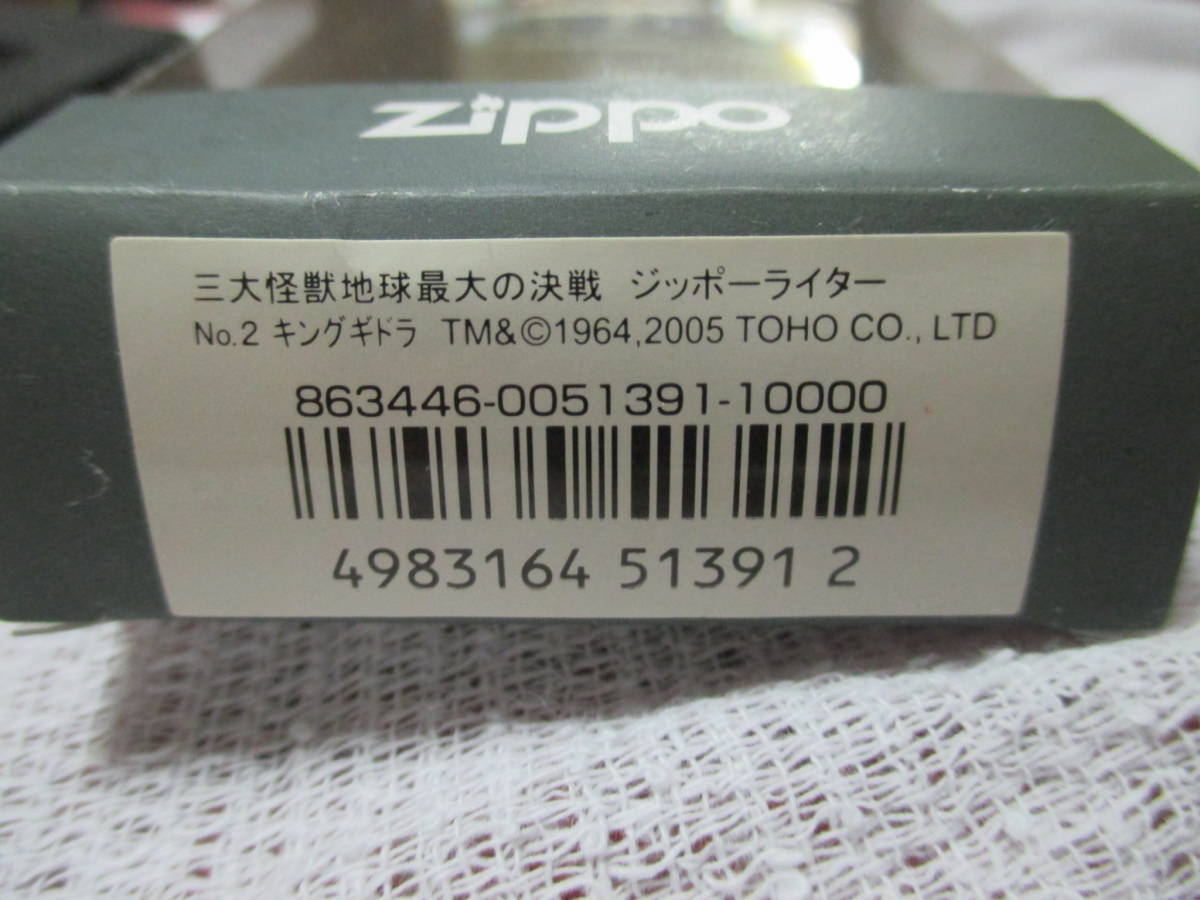 Zippo
三大怪獣地球最大の決戦 ジッポーライター
No.2 キングギドラ TM&©1964,2005 TOHO CO., LTD
863446-0051391-10000
4983164 51391 2